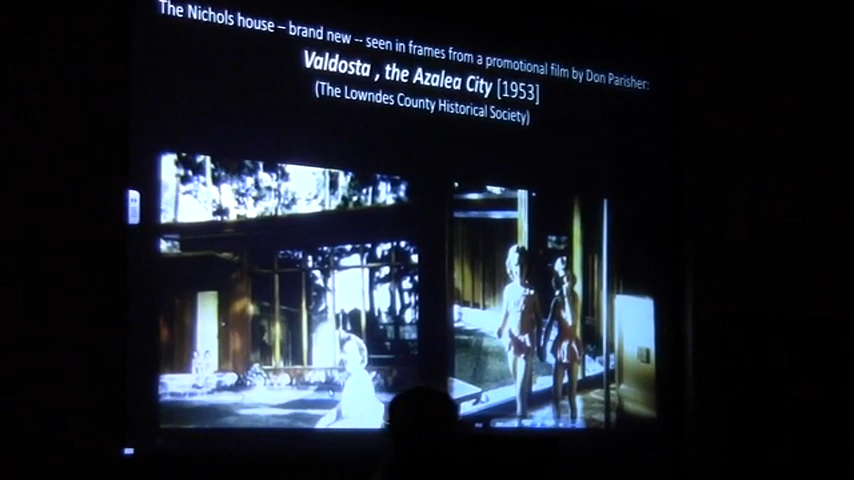 The Nichols house – brand new -- seen in frames from a promotional film by Don Parisher:
Valdosta , the Azalea City [1953]
(The Lowndes County Historical Society)